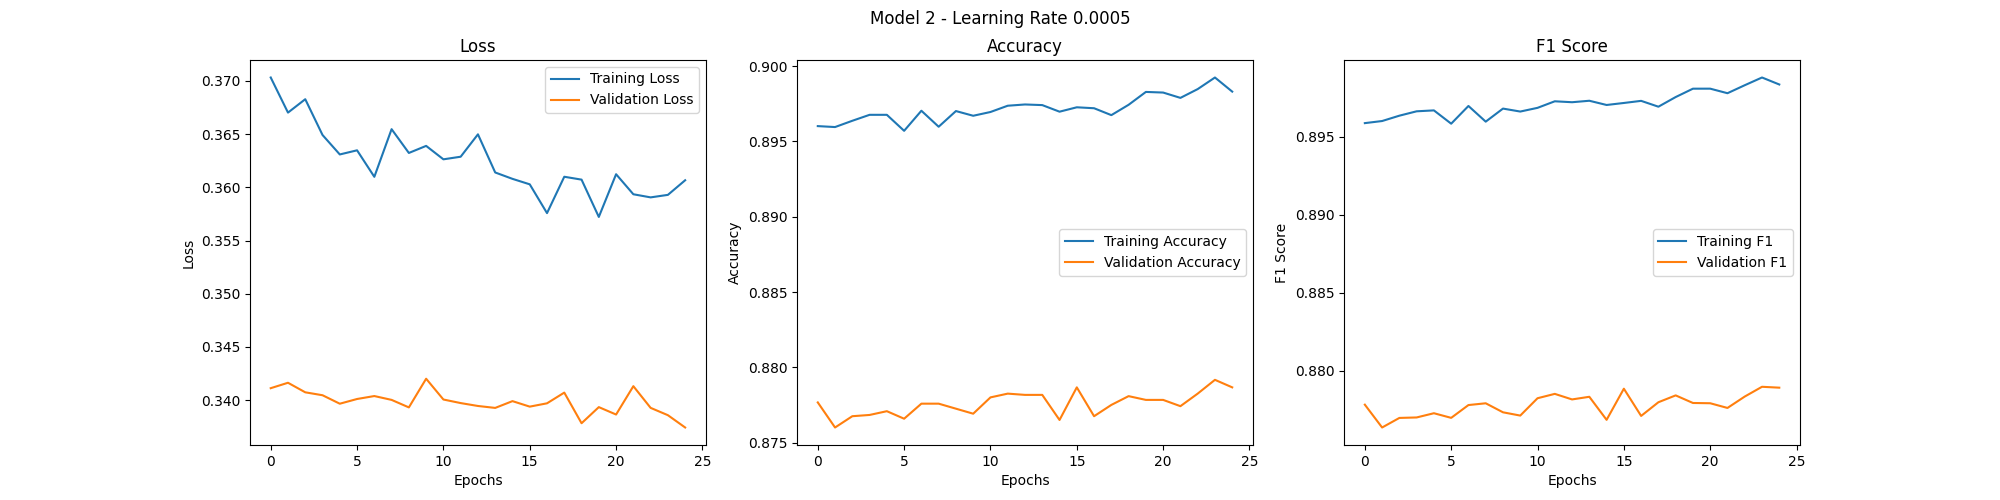 Model 2 - Learning Rate 0.0005
Loss
0.370
0.365
0.360
0.355
0.350
0.345
0.340
Loss
Training Loss
Validation Loss
0 5 10 15 20 25
Epochs
Accuracy
0.900
0.895
0.890
0.885
0.880
0.875
Accuracy
Training Accuracy
Validation Accuracy
0 5 10 15 20 25
Epochs
F1 Score
0.895
0.890
0.885
0.880
F1 Score
Training F1
Validation F1
0 5 10 15 20 25
Epochs